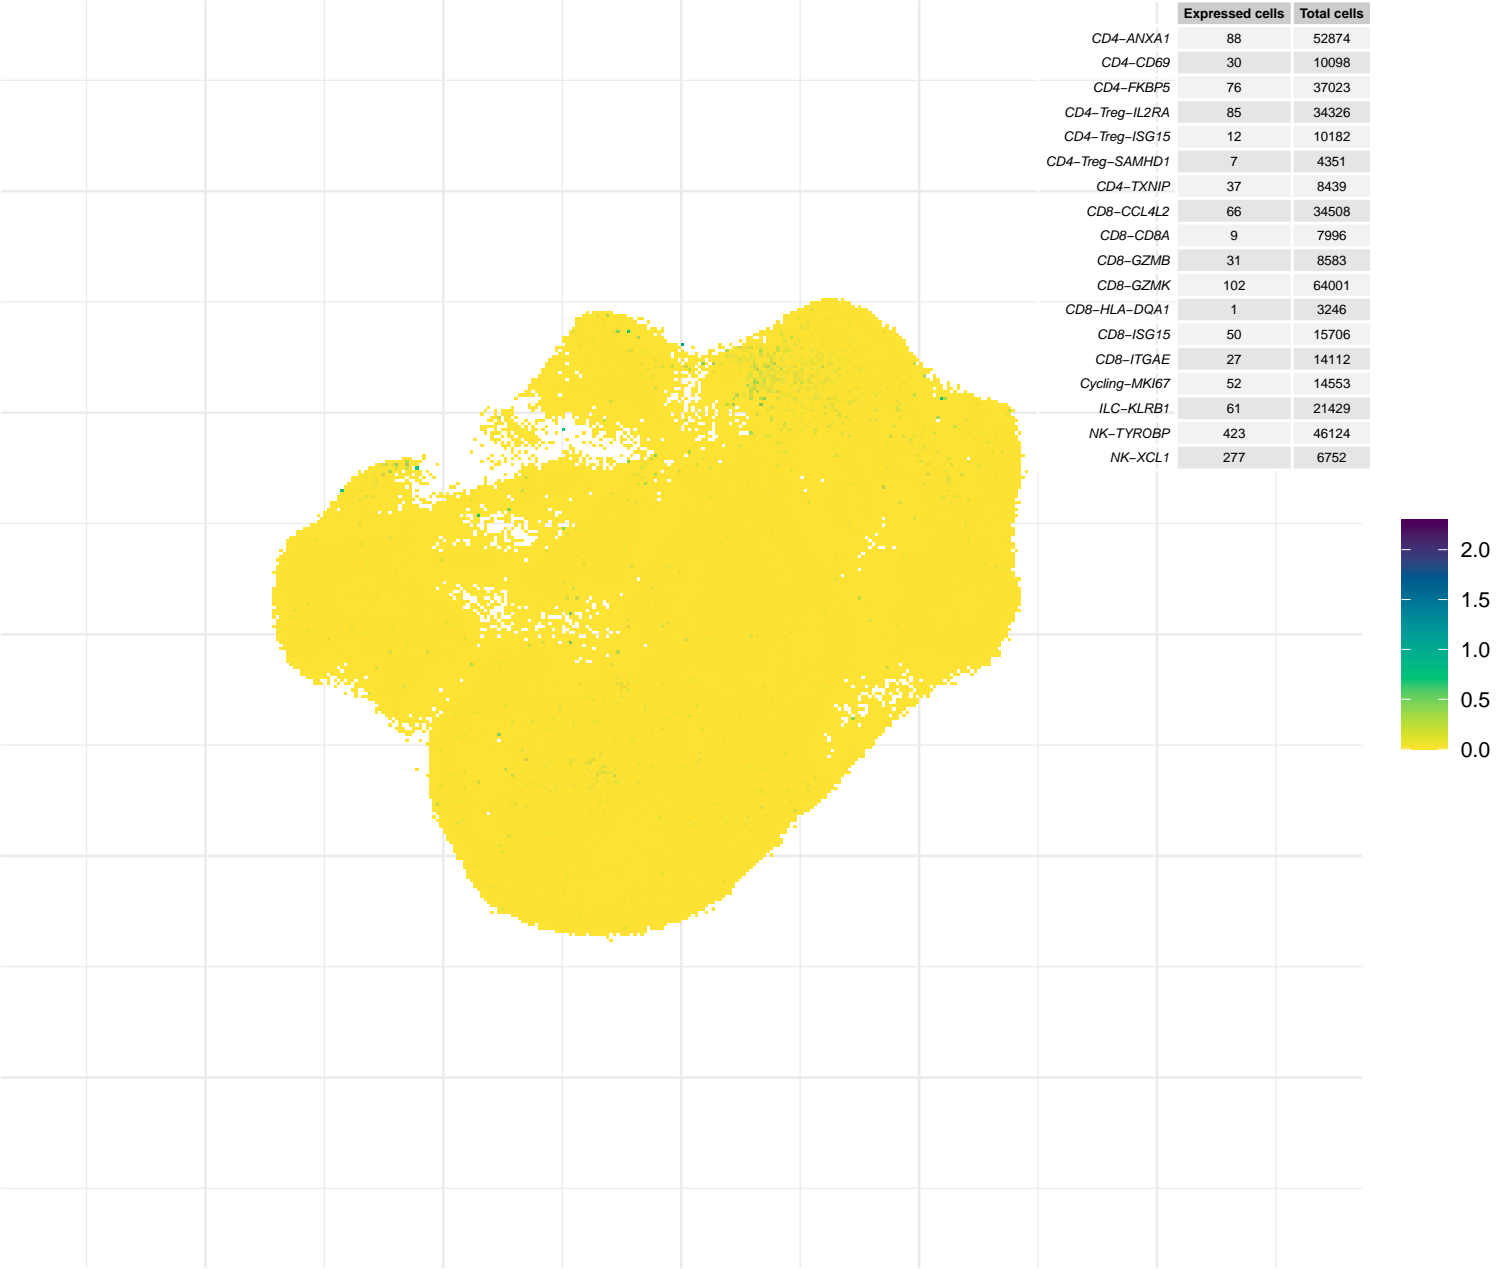 Expressed cells Total cells
CD4−ANXA1 88 52874
CD4−CD69 30 10098
CD4−FKBP5 76 37023
CD4−Treg−IL2RA 85 34326
CD4−Treg−ISG15 12 10182
CD4−Treg−SAMHD1 7 4351
CD4−TXNIP 37 8439
CD8−CCL4L2 66 34508
CD8−CD8A 9 7996
CD8−GZMB 31 8583
CD8−GZMK 102 64001
CD8−HLA−DQA1 1 3246
CD8−ISG15 50 15706
CD8−ITGAE 27 14112
Cycling−MKI67 52 14553
ILC−KLRB1 61 21429
NK−TYROBP 423 46124
NK−XCL1 277 6752
2.0
1.5
1.0
0.5
0.0